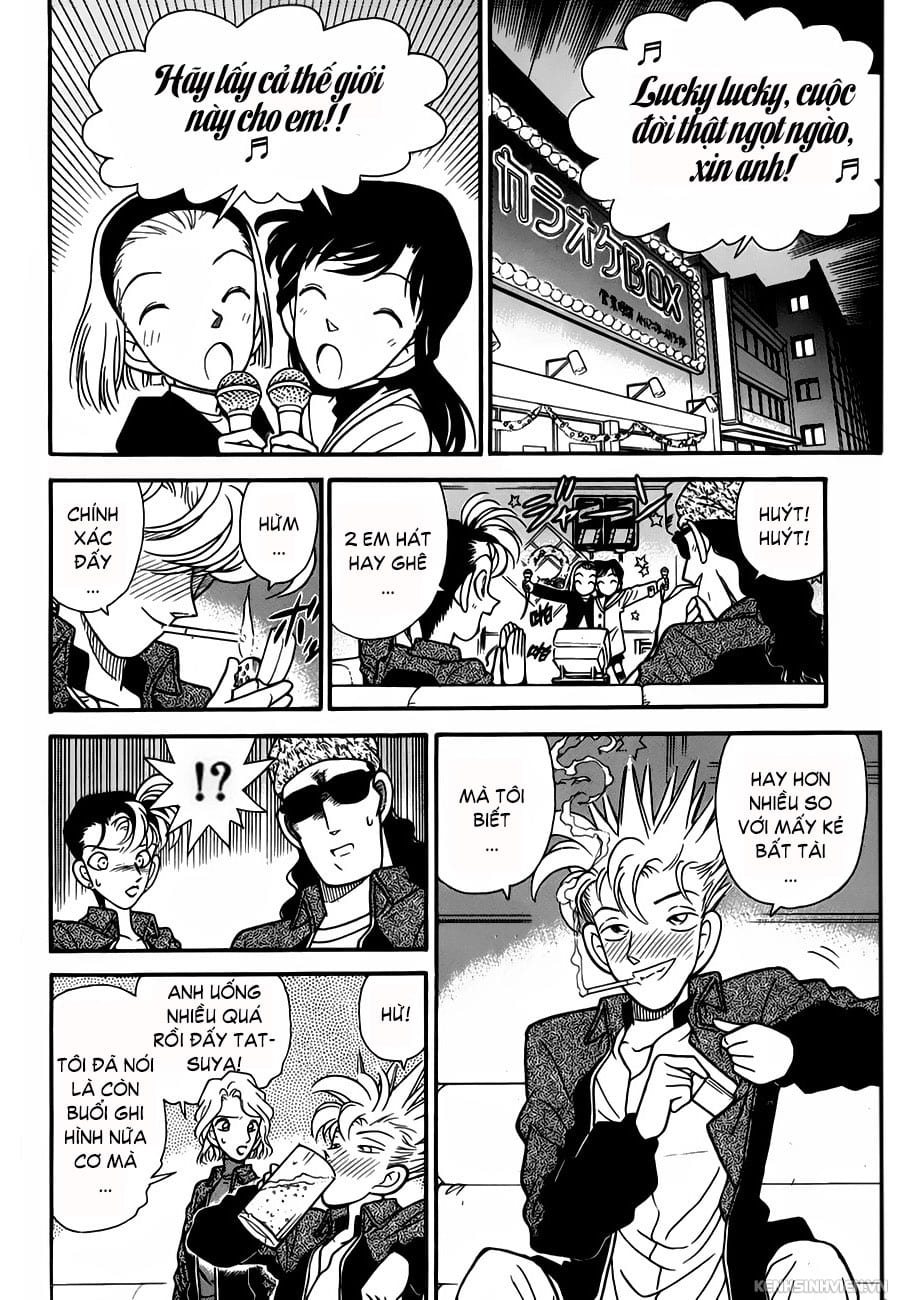 Lucky lucky, cuộc
đời thật ngọt ngào,
xin anh!
カラオケBOX
Hãy lấy cả thế giới
này cho em!!
HUÝT!
HUÝT!
2 EM HÁT
HAY GHÊ
...
HỪM
...
CHÍNH
XÁC
ĐẤY
...
HAY HƠN
NHIỀU SO
VỚI MẤY KẺ
BẤT TÀI
...
MÀ TÔI
BIẾT
...
!?
HỪ!
ANH UỐNG
NHIỀU QUÁ
RỒI ĐẤY TAT-
SUYA!
TÔI ĐÃ NÓI
LÀ CÒN
BUỔI GHI
HÌNH NỮA
CƠ MÀ
...
KENHSINHVIEN.VN